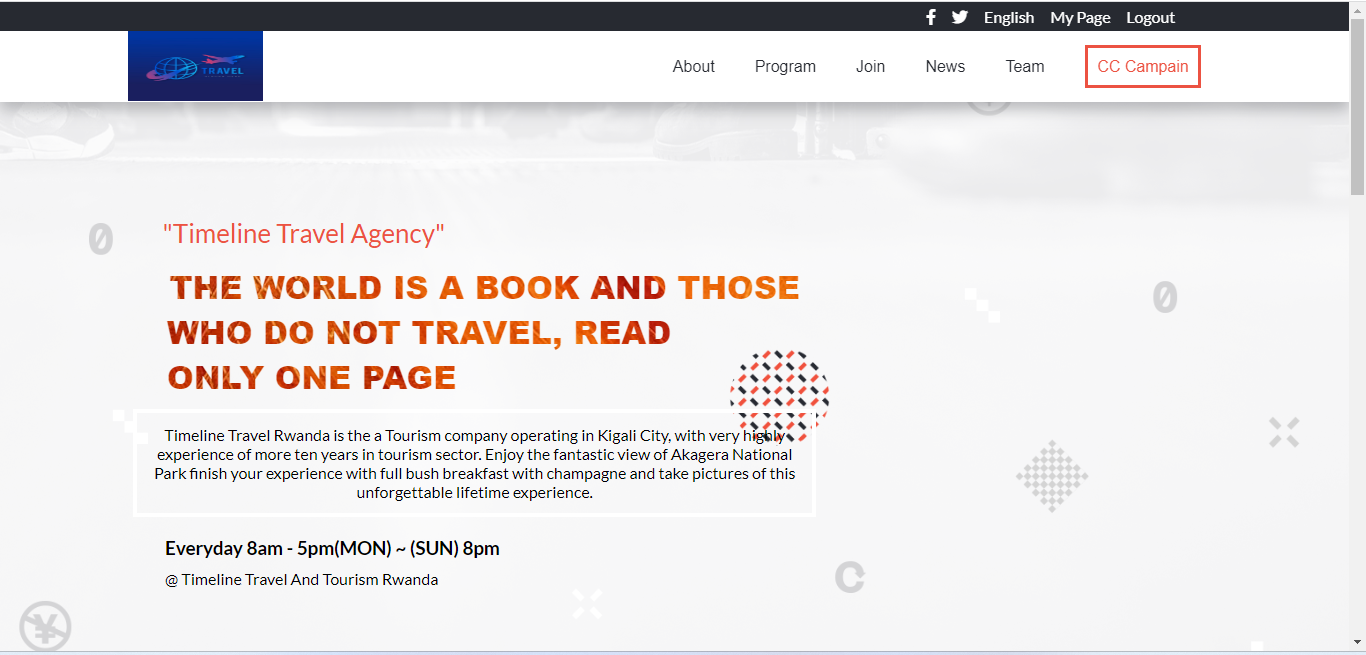 English My Page Logout
TRAVEL
About Program Join News Team CC Campain
"Timeline Travel Agency"
THE WORLD IS A BOOK AND THOSE
WHO DO NOT TRAVEL, READ
ONLY ONE PAGE
Timeline Travel Rwanda is the a Tourism company operating in Kigali City, with very highly
experience of more ten years in tourism sector. Enjoy the fantastic view of Akagera National
Park finish your experience with full bush breakfast with champagne and take pictures of this
unforgettable lifetime experience.
Everyday 8am - 5pm(MON) ~ (SUN) 8pm
@ Timeline Travel And Tourism Rwanda